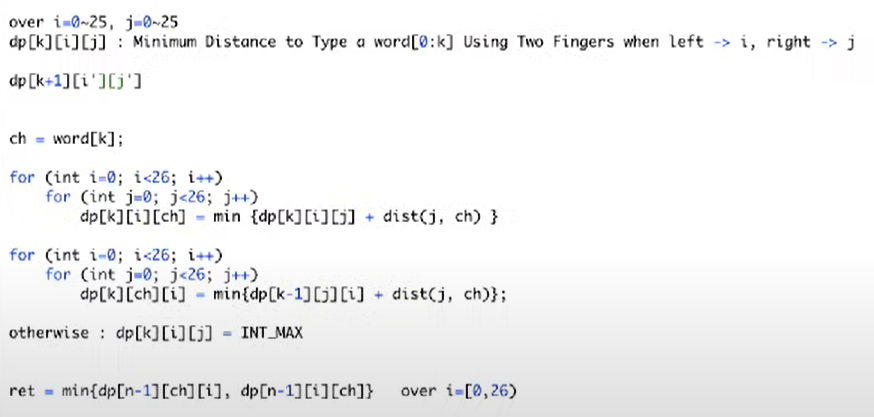 over i=0~25, j=0~25
dp[k][i][j] : Minimum Distance to Type a word[0:k] Using Two Fingers when left -> i, right -> j
dp[k+1][i'][j']
ch = word[k];
for (int i=0; i<26; i++)
for (int j=0; j<26; j++)
dp[k][i][ch] = min {dp[k][i][j] + dist(j, ch) }
for (int i=0; i<26; i++)
for (int j=0; j<26; j++)
dp[k][ch][i] = min{dp[k-1][j][i] + dist(j, ch)};
otherwise : dp[k][i][j] = INT_MAX
ret = min{dp[n-1][ch][i], dp[n-1][i][ch]} over i=[0,26)